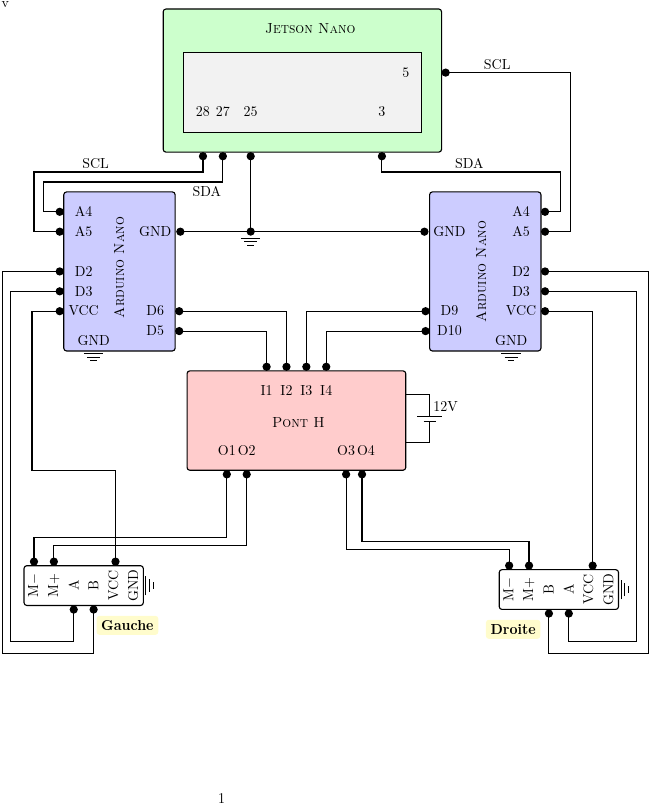 v
Jetson Nano
5
28 27 25 3
SCL
SCL
SDA
SDA
A4
A5
GND
D2
D3
VCC
D6
D5
GND
Arduino Nano
A4
A5
GND
D2
D3
VCC
D9
D10
GND
Arduino Nano
I1 I2 I3 I4
Pont H
O1 O2 O3 O4
12V
M− M+ A B VCC GND
Gauche
M− M+ B A VCC GND
Droite
1